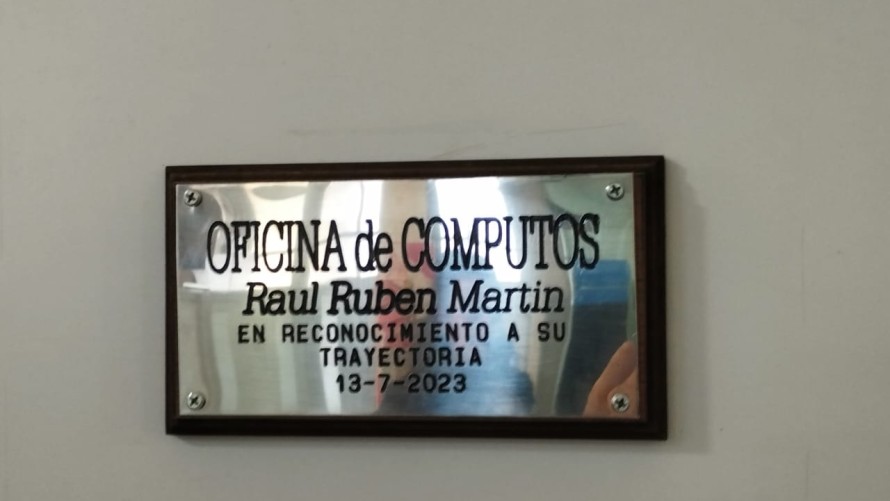 OFICINA de COMPUTOS
Raul Ruben Martin
EN RECONOCIMIENTO A SU
TRAYECTORIA
13-7-2023